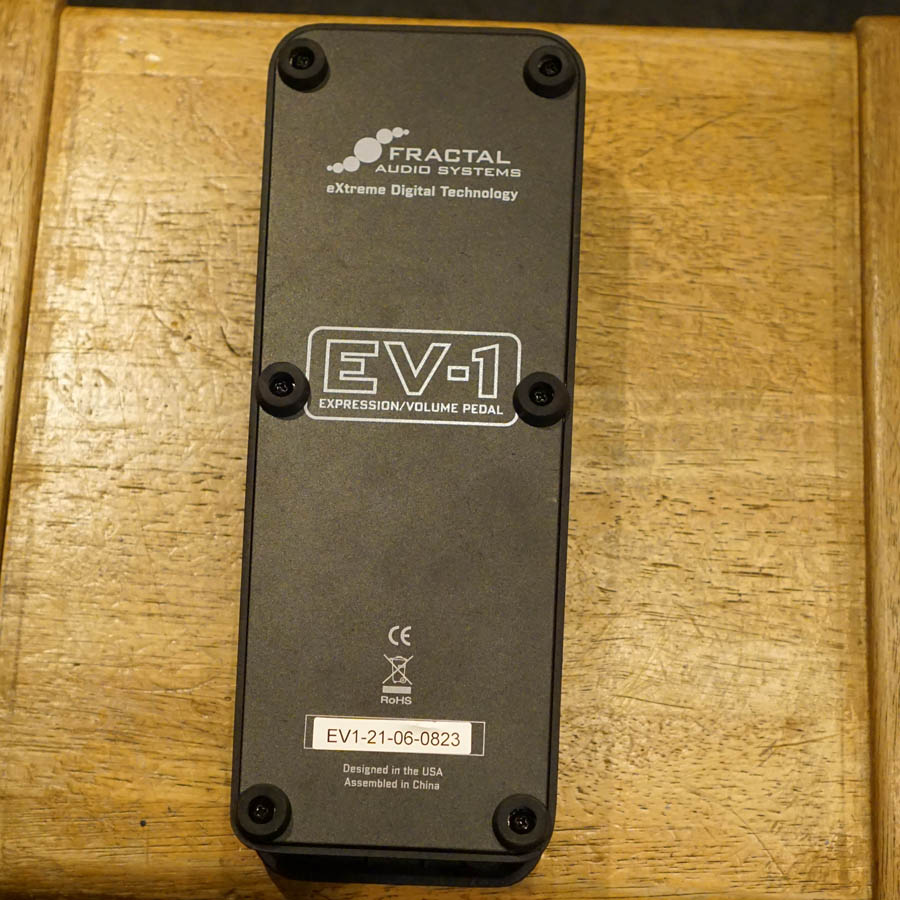 FRACTAL
AUDIO SYSTEMS
eXtreme Digital Technology
EV-1
EXPRESSION/VOLUME PEDAL
CE
RoHS
EV1-21-06-0823
Designed in the USA
Assembled in China